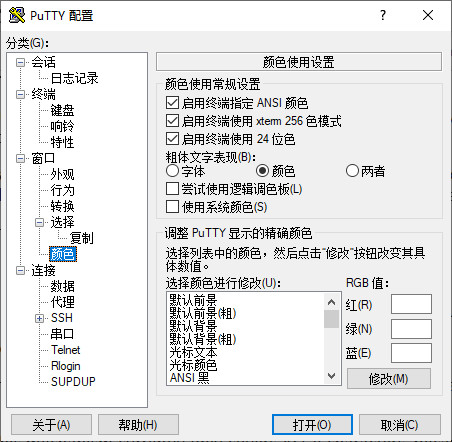 PuTTY 配置
分类(G):
会话
日志记录
终端
键盘
响铃
特性
窗口
外观
行为
转换
选择
复制
颜色
连接
数据
代理
SSH
串口
Telnet
Rlogin
SUPDUP
颜色使用设置
颜色使用常规设置
启用终端指定 ANSI 颜色
启用终端使用 xterm 256 色模式
启用终端使用 24 位色
粗体文字表现(B):
字体 颜色 两者
尝试使用逻辑调色板(L)
使用系统颜色(S)
调整 PuTTY 显示的精确颜色
选择列表中的颜色，然后点击"修改"按钮改变其具
体数值。
选择颜色进行修改(U): RGB 值:
默认前景
默认前景(粗)
默认背景
默认背景(粗)
光标文本
光标颜色
ANSI 黑
红(R)
绿(N)
蓝(E)
修改(M)
关于(A) 帮助(H) 打开(O) 取消(C)